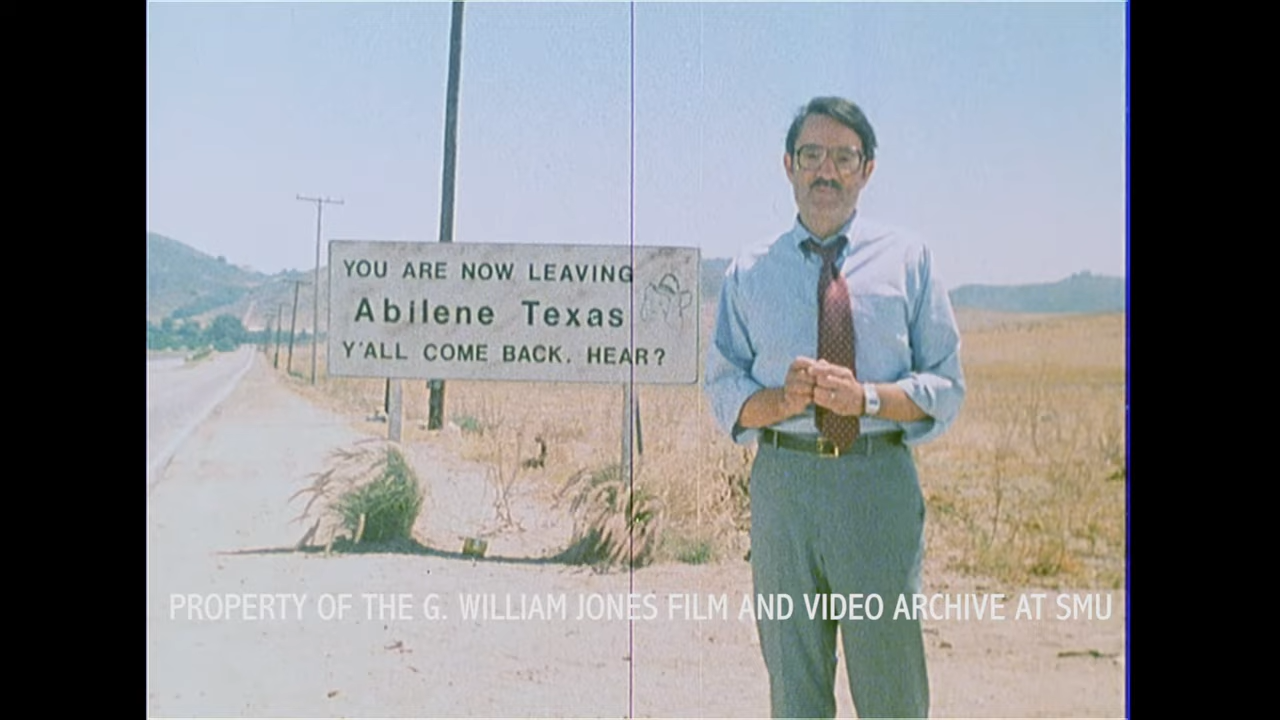 YOU ARE NOW LEAVING
Abilene Texas
Y'ALL COME BACK. HEAR?
PROPERTY OF THE G. WILLIAM JONES FILM AND VIDEO ARCHIVE AT SMU